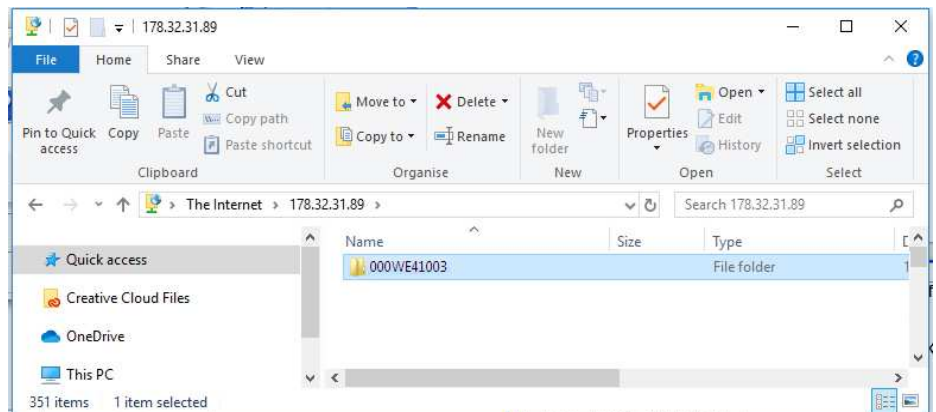 178.32.31.89
File Home Share View
Pin to Quick access
Copy
Paste
Cut
Copy path
Paste shortcut
Clipboard
Move to
Copy to
Delete
Rename
Organise
New folder
New
Properties
Open
Edit
History
Open
Select all
Select none
Invert selection
Select
The Internet > 178.32.31.89 >
Search 178.32.31.89
Quick access
Creative Cloud Files
OneDrive
This PC
Name Size Type
000WE41003 File folder
351 items 1 item selected